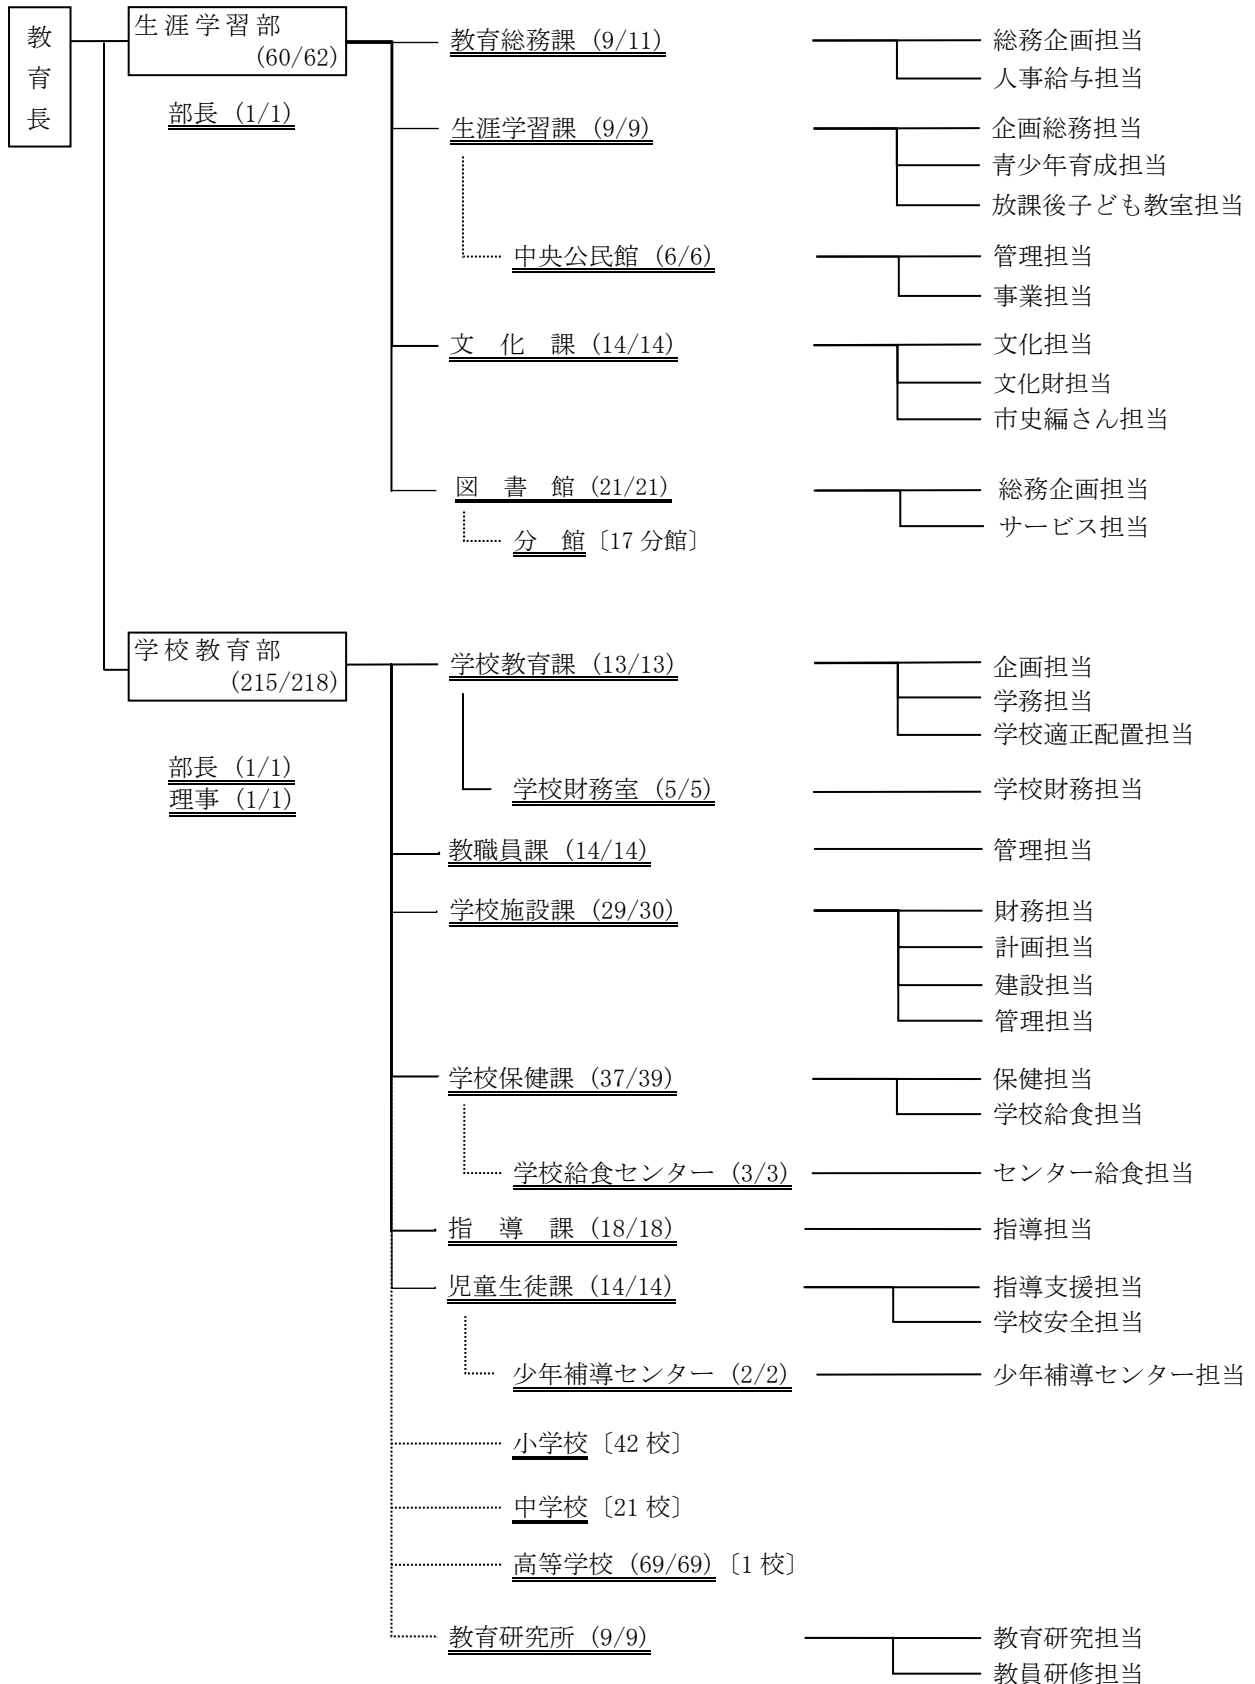 教育長
生涯学習部
(60/62)
部長 (1/1)
教育総務課 (9/11)
総務企画担当
人事給与担当
生涯学習課 (9/9)
企画総務担当
青少年育成担当
放課後子ども教室担当
中央公民館 (6/6)
管理担当
事業担当
文　化　課 (14/14)
文化担当
文化財担当
市史編さん担当
図　書　館 (21/21)
総務企画担当
サービス担当
分　館〔17 分館〕
学校教育部
(215/218)
部長 (1/1)
理事 (1/1)
学校教育課 (13/13)
企画担当
学務担当
学校適正配置担当
学校財務室 (5/5)
学校財務担当
教職員課 (14/14)
管理担当
学校施設課 (29/30)
財務担当
計画担当
建設担当
管理担当
学校保健課 (37/39)
保健担当
学校給食担当
学校給食センター (3/3)
センター給食担当
指　導　課 (18/18)
指導担当
児童生徒課 (14/14)
指導支援担当
学校安全担当
少年補導センター (2/2)
少年補導センター担当
小学校〔42 校〕
中学校〔21 校〕
高等学校 (69/69)〔1 校〕
教育研究所 (9/9)
教育研究担当
教員研修担当